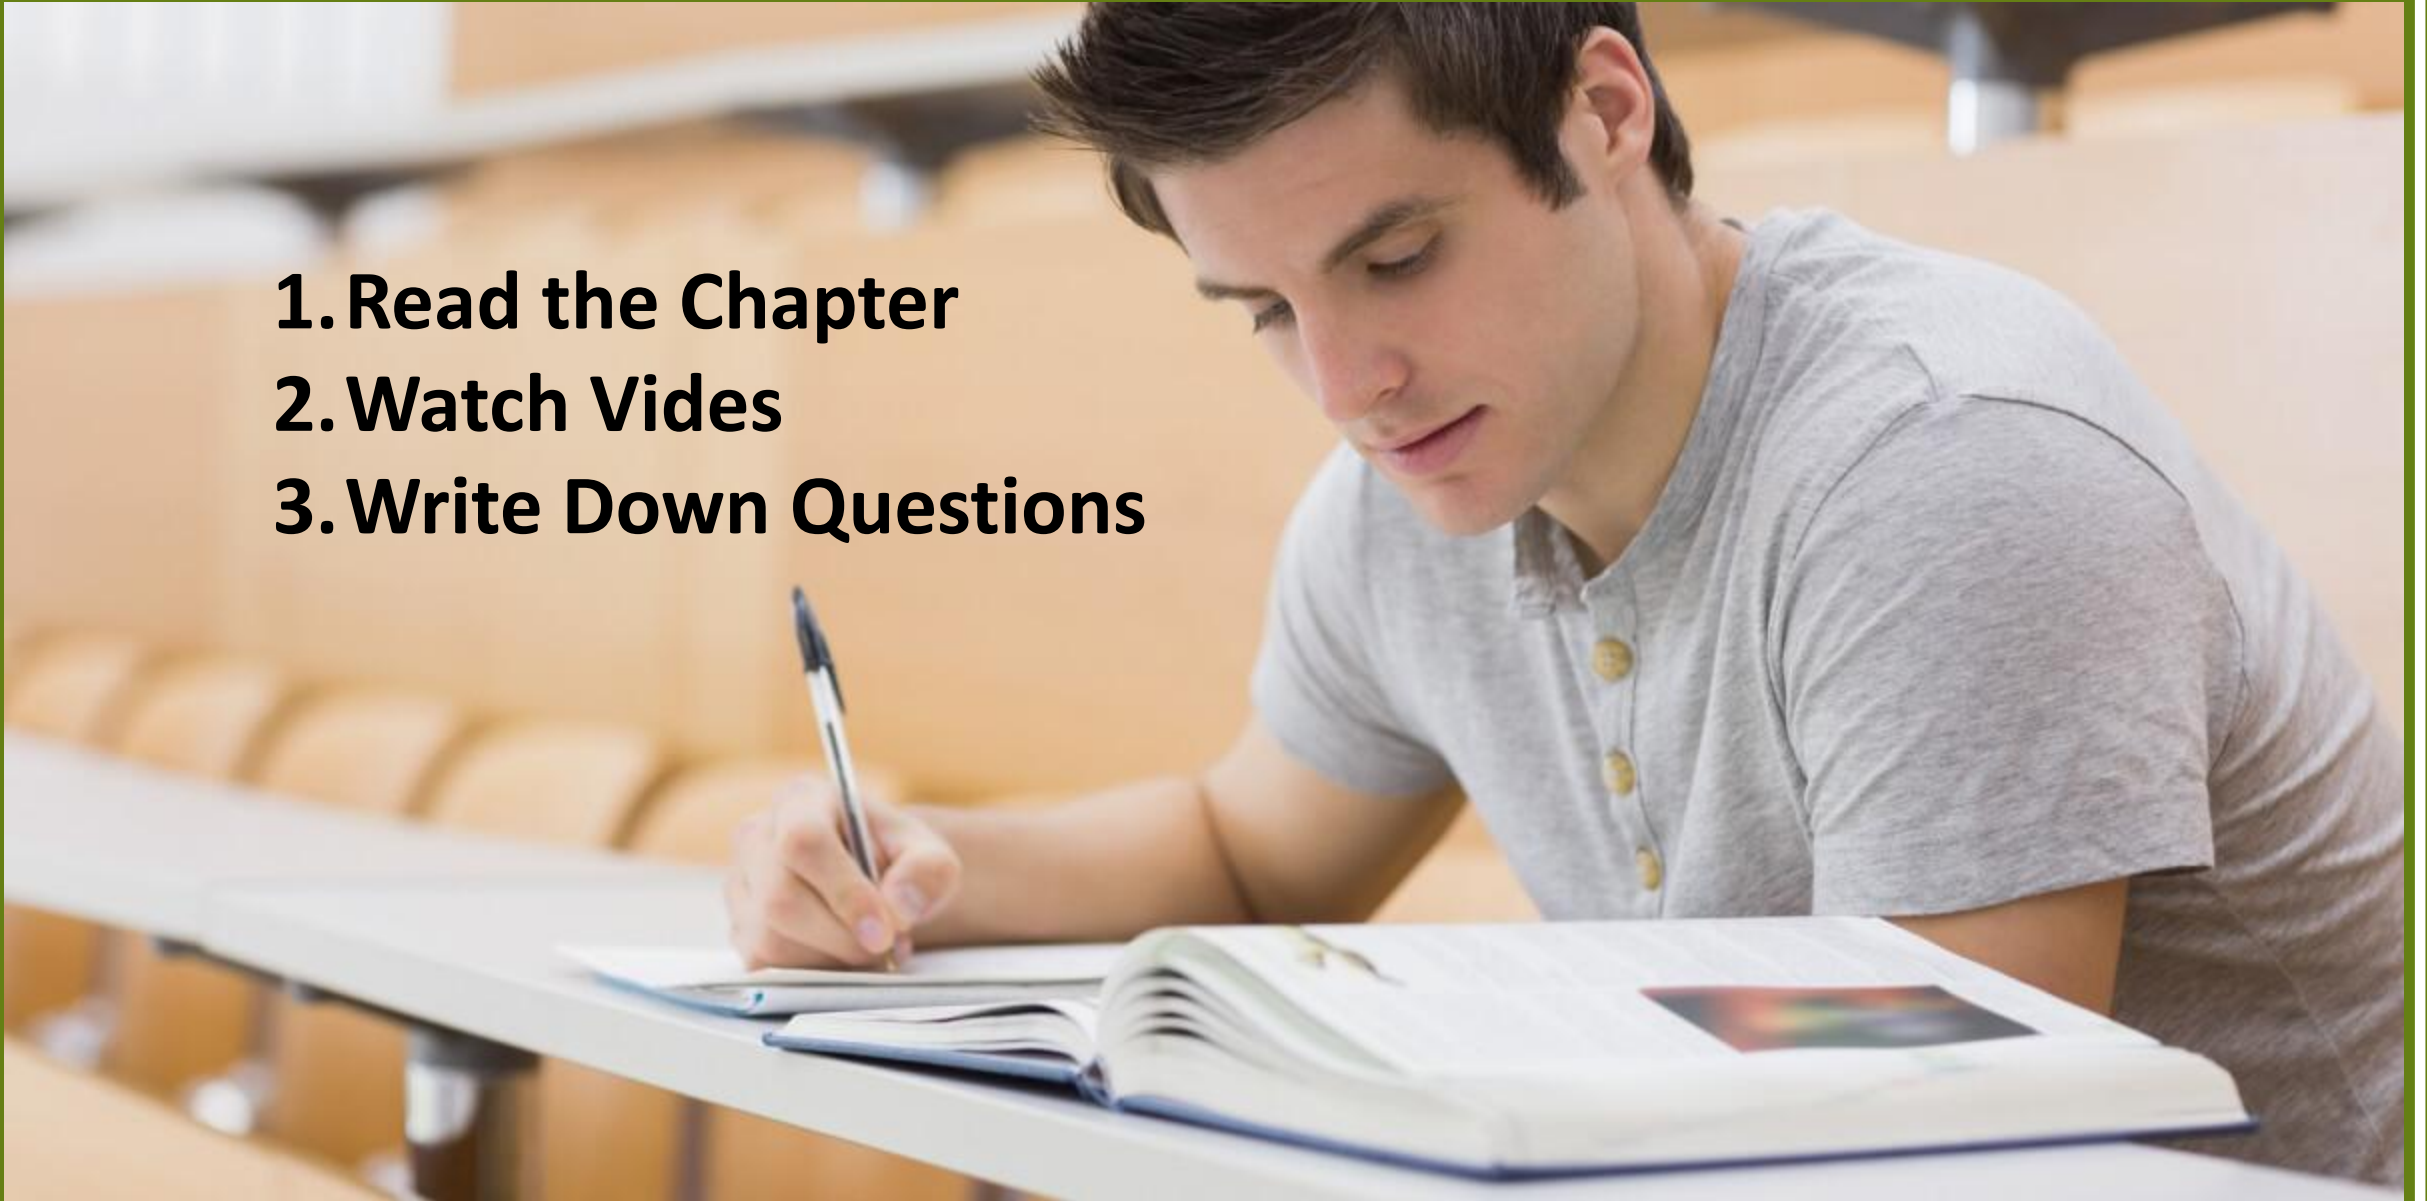 1. Read the Chapter
2. Watch Vides
3. Write Down Questions